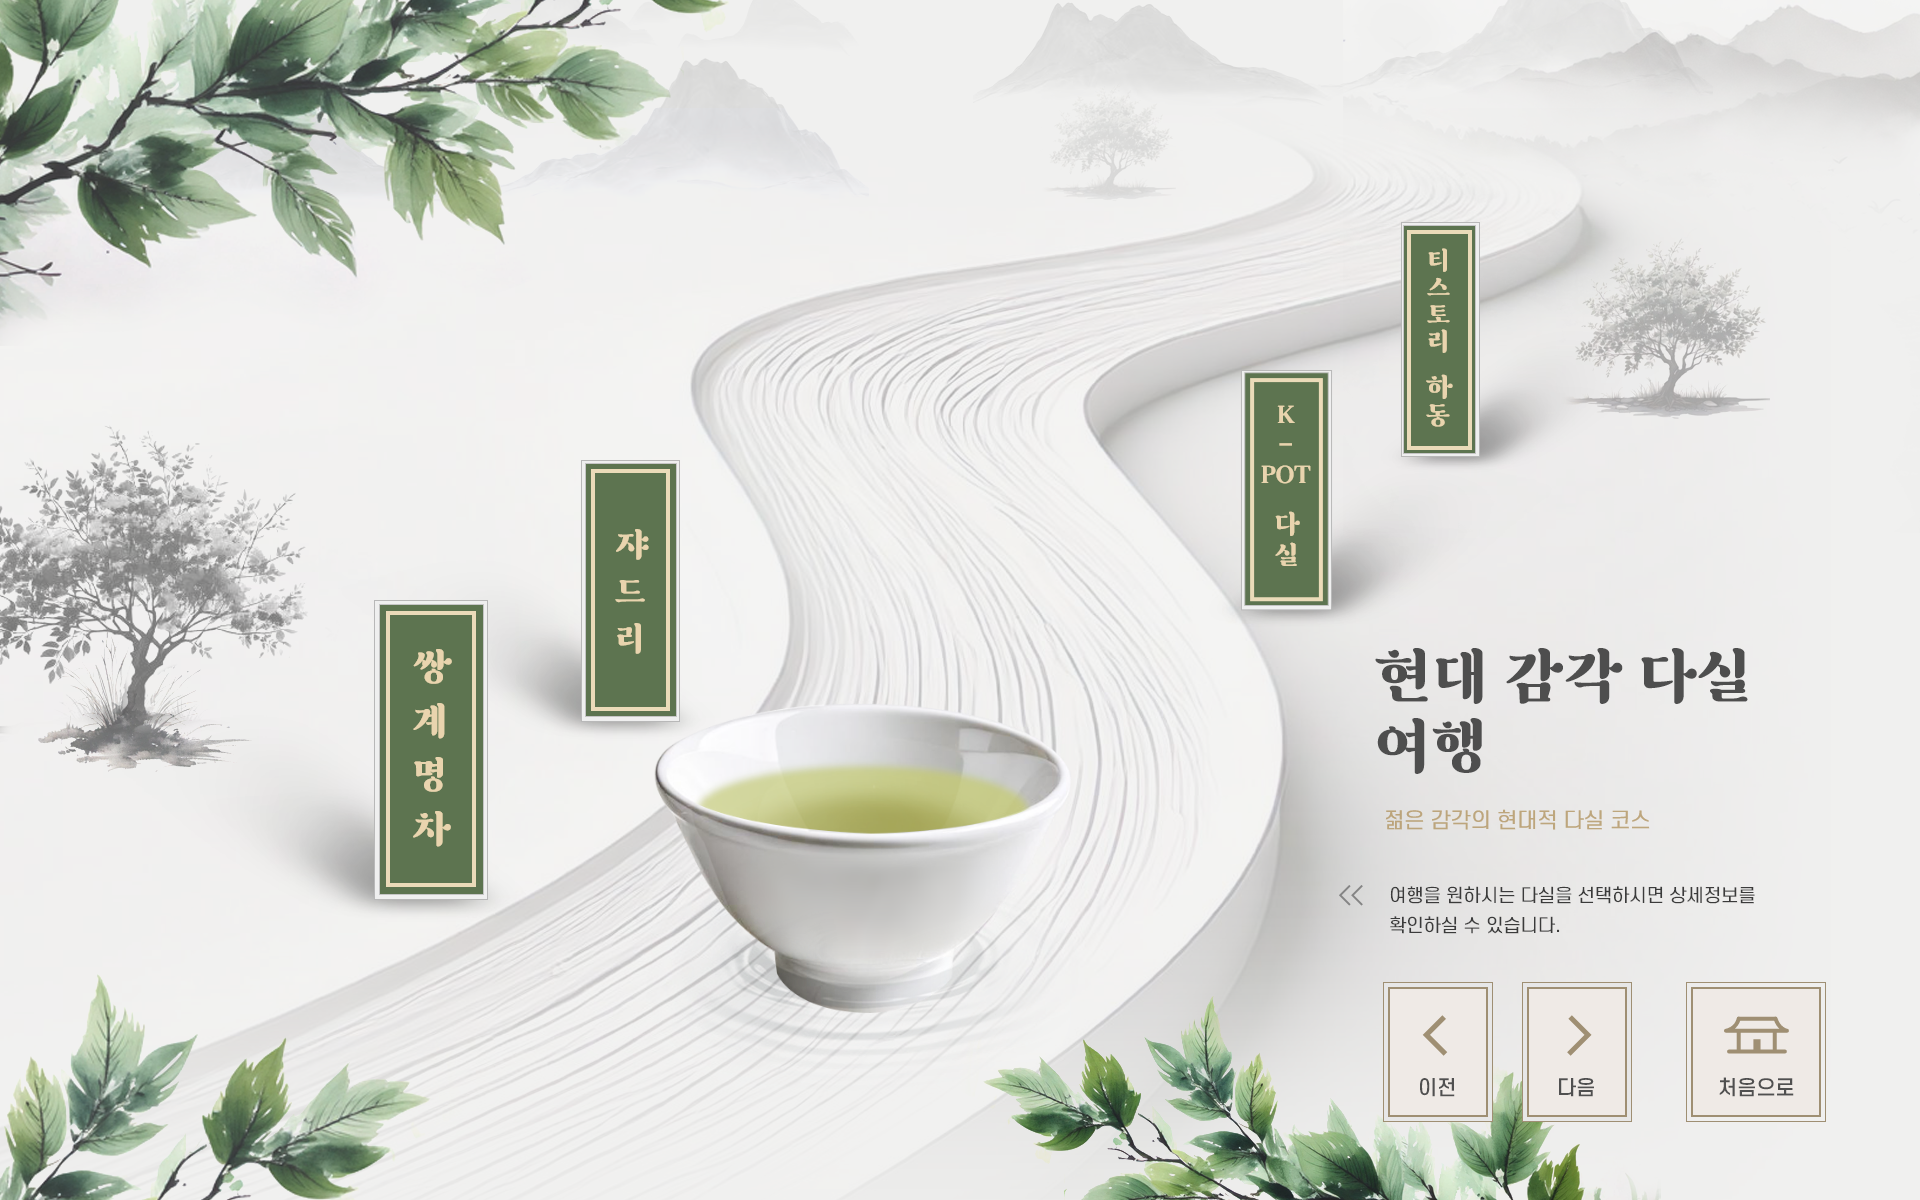 티스토리 하동
K-POT 다실
쟈드리
쌍계명차
현대 감각 다실
여행
젊은 감각의 현대적 다실 코스
여행을 원하시는 다실을 선택하시면 상세정보를
확인하실 수 있습니다.
이전
다음
처음으로